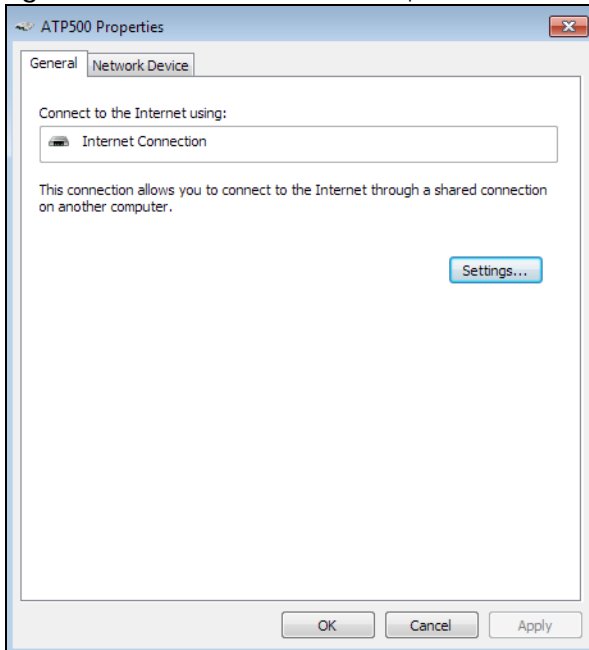 ATP500 Properties
General
Network Device
Connect to the Internet using:
Internet Connection
This connection allows you to connect to the Internet through a shared connection
on another computer.
Settings...
OK
Cancel
Apply